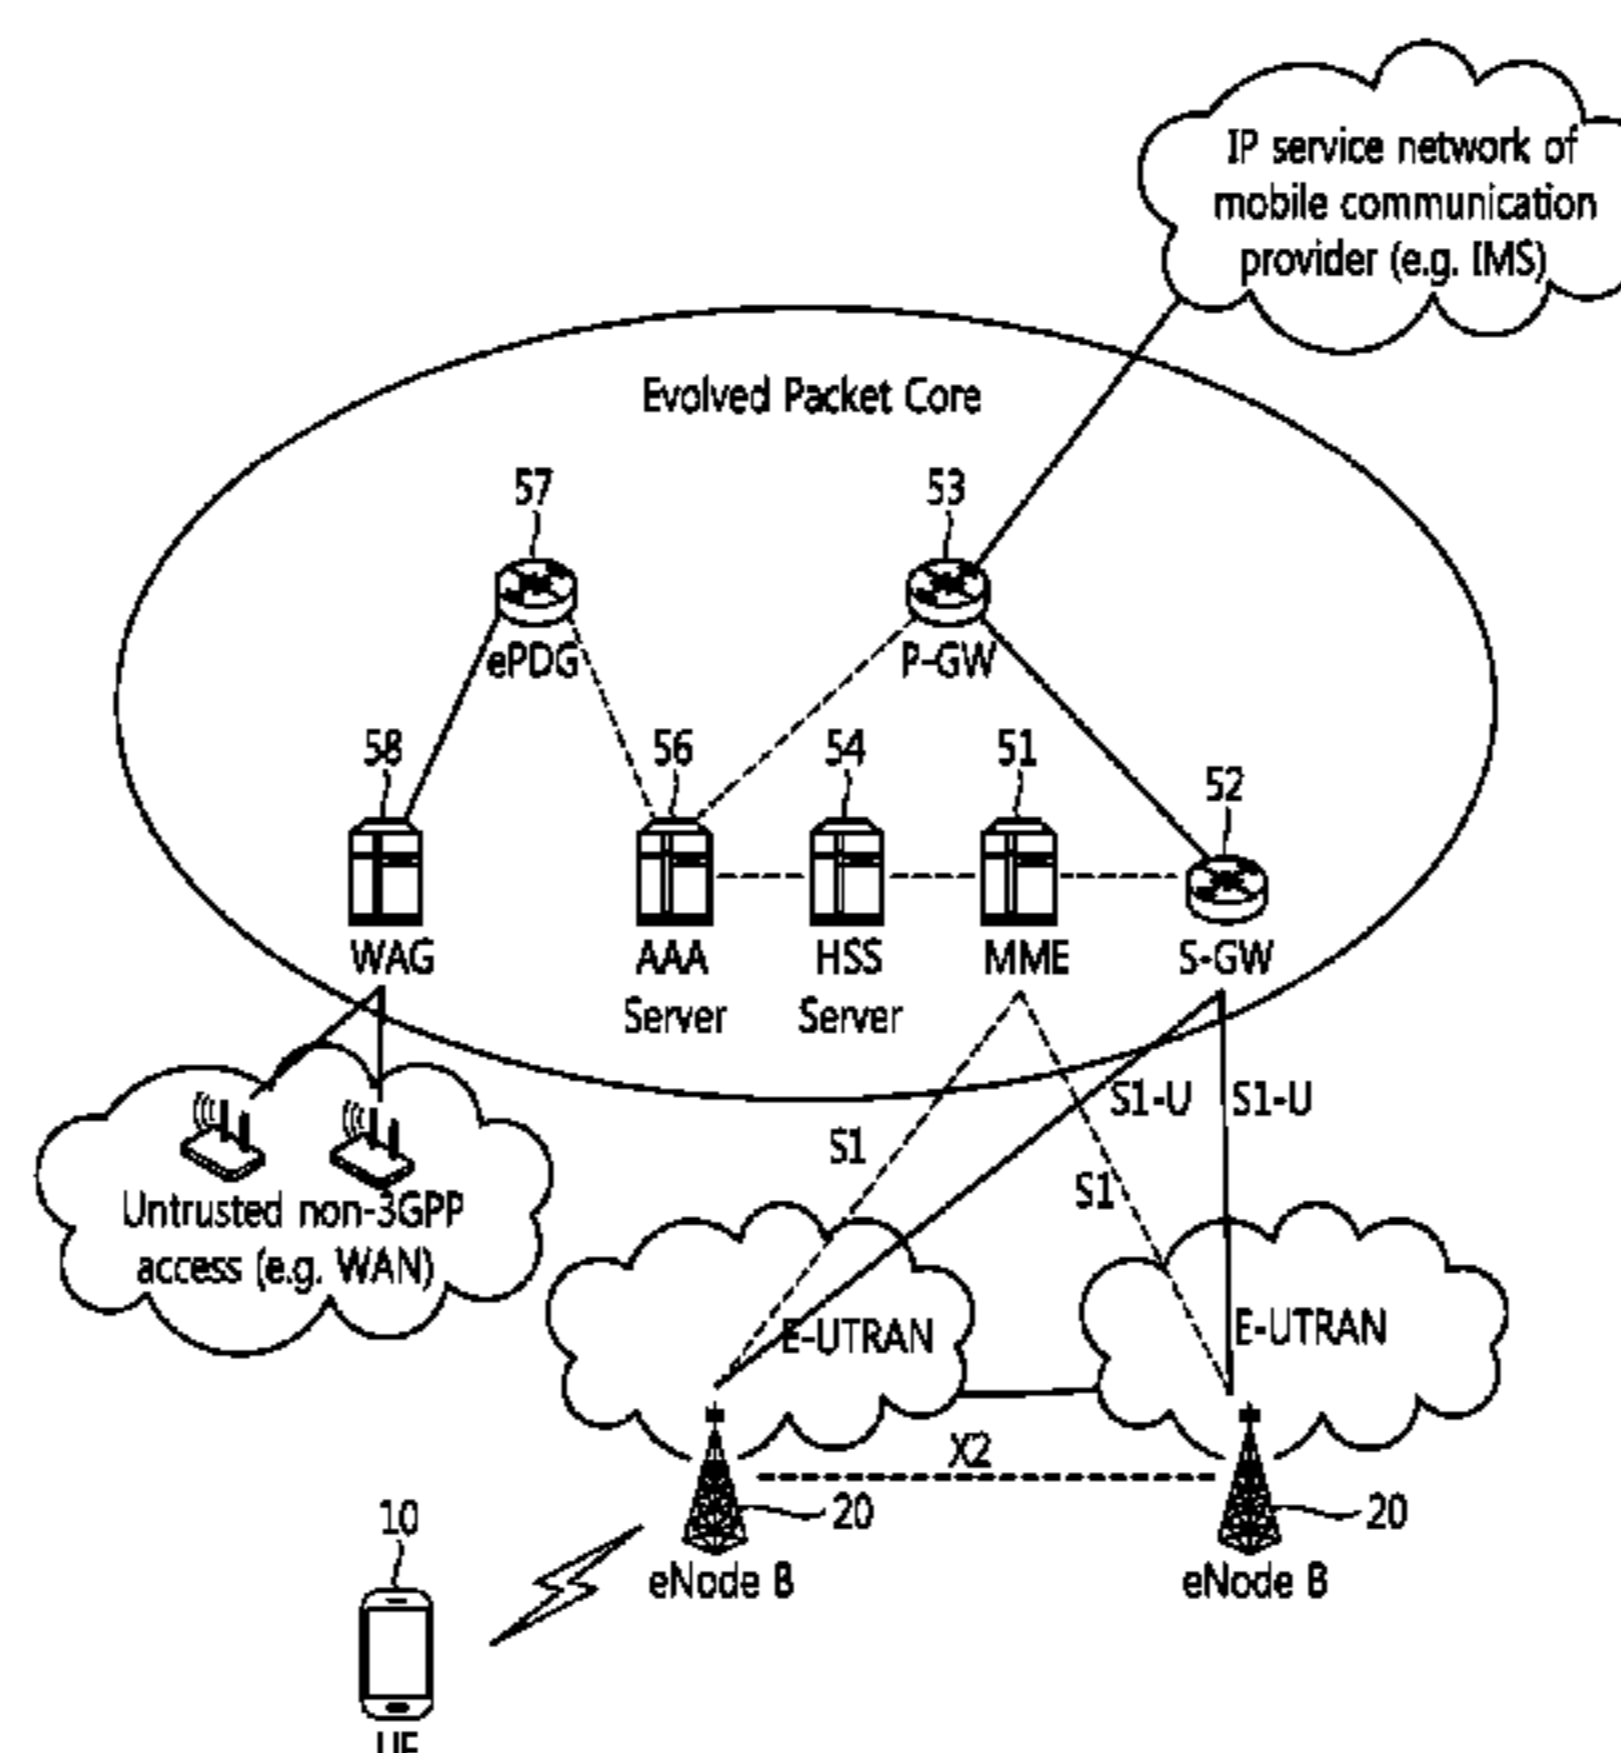 IP service network of
mobile communication
provider (e.g. IMS)
Evolved Packet Core
57
53
ePDG
P-GW
58
56
54
51
52
WAG
AAA
Server
HSS
Server
MME
S-GW
S1-U
S1-U
S1
S1
Untrusted non-3GPP
access (e.g. WAN)
E-UTRAN
E-UTRAN
X2
20
20
10
eNode B
eNode B
UE